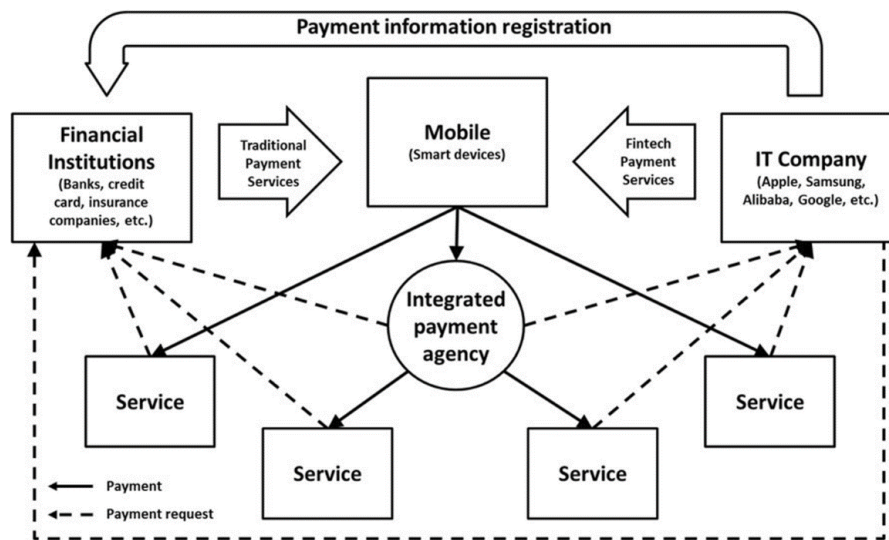 Payment information registration
Financial
Institutions
(Banks, credit
card, insurance
companies, etc.)
Traditional
Payment
Services
Mobile
(Smart devices)
Fintech
Payment
Services
IT Company
(Apple, Samsung,
Alibaba, Google, etc.)
Integrated
payment
agency
Service
Service
Service
Service
Payment
Payment request